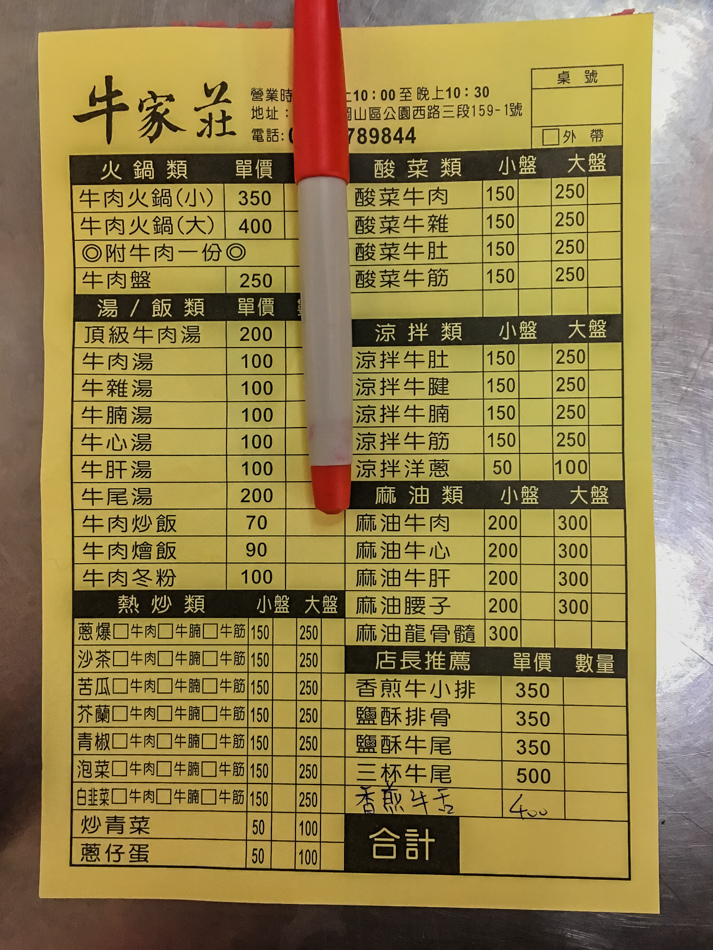 牛家莊
營業時 上10:00至晚上10:30
地址: 岡山區公園西路三段159-1號
電話:0 789844
桌號
□外帶
火鍋類 單價
牛肉火鍋(小) 350
牛肉火鍋(大) 400
◎附牛肉一份◎
牛肉盤 250
湯/飯類 單價
頂級牛肉湯 200
牛肉湯 100
牛雜湯 100
牛腩湯 100
牛心湯 100
牛肝湯 100
牛尾湯 200
牛肉炒飯 70
牛肉燴飯 90
牛肉冬粉 100
熱炒類 小盤 大盤
蔥爆□牛肉□牛腩□牛筋 150 250
沙茶□牛肉□牛腩□牛筋 150 250
苦瓜□牛肉□牛腩□牛筋 150 250
芥蘭□牛肉□牛腩□牛筋 150 250
青椒□牛肉□牛腩□牛筋 150 250
泡菜□牛肉□牛腩□牛筋 150 250
白韭菜□牛肉□牛腩□牛筋 150 250
炒青菜 50 100
蔥仔蛋 50 100
酸菜類 小盤 大盤
酸菜牛肉 150 250
酸菜牛雜 150 250
酸菜牛肚 150 250
酸菜牛筋 150 250
涼拌類 小盤 大盤
涼拌牛肚 150 250
涼拌牛腱 150 250
涼拌牛腩 150 250
涼拌牛筋 150 250
涼拌洋蔥 50 100
麻油類 小盤 大盤
麻油牛肉 200 300
麻油牛心 200 300
麻油牛肝 200 300
麻油腰子 200 300
麻油龍骨髓 300
店長推薦 單價 數量
香煎牛小排 350
鹽酥排骨 350
鹽酥牛尾 350
三杯牛尾 500
香煎牛舌 400
合計